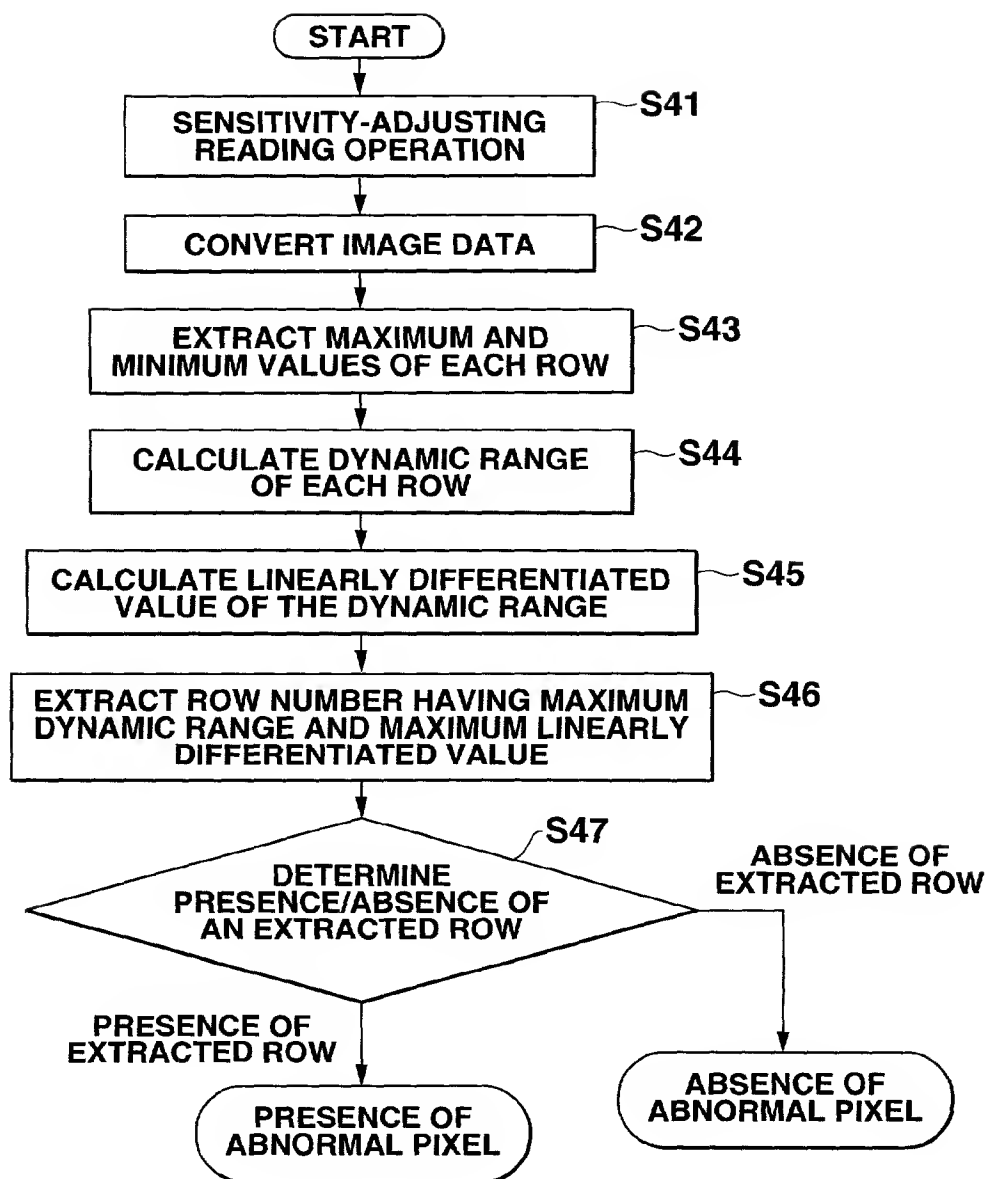 START
S41
SENSITIVITY-ADJUSTING
READING OPERATION
S42
CONVERT IMAGE DATA
S43
EXTRACT MAXIMUM AND
MINIMUM VALUES OF EACH ROW
S44
CALCULATE DYNAMIC RANGE
OF EACH ROW
S45
CALCULATE LINEARLY DIFFERENTIATED
VALUE OF THE DYNAMIC RANGE
S46
EXTRACT ROW NUMBER HAVING MAXIMUM
DYNAMIC RANGE AND MAXIMUM LINEARLY
DIFFERENTIATED VALUE
S47
DETERMINE
PRESENCE/ABSENCE OF
AN EXTRACTED ROW
ABSENCE OF
EXTRACTED ROW
PRESENCE OF
EXTRACTED ROW
PRESENCE OF
ABNORMAL PIXEL
ABSENCE OF
ABNORMAL PIXEL